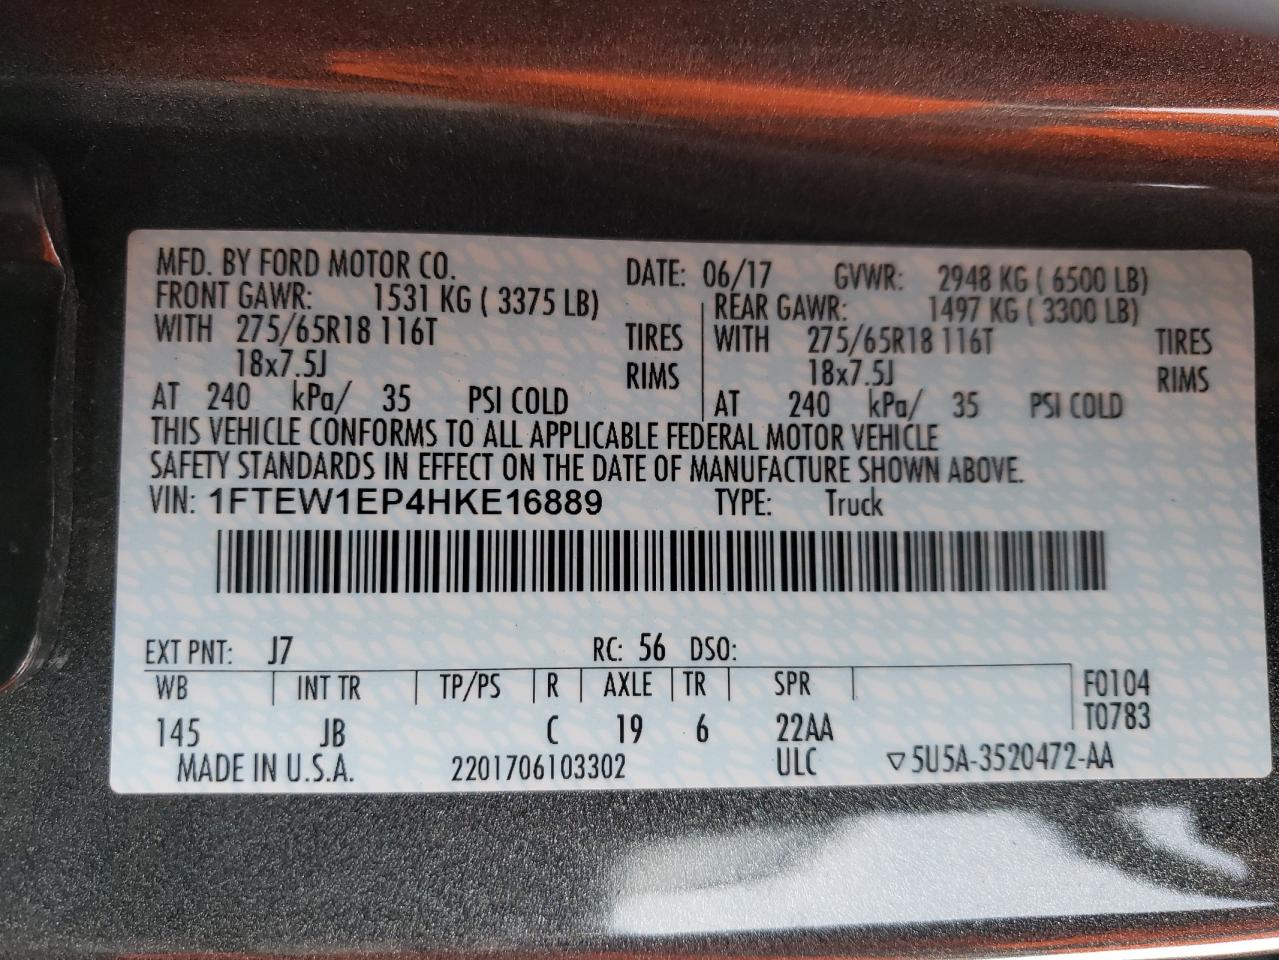 MFD. BY FORD MOTOR CO. DATE: 06/17 GVWR: 2948 KG ( 6500 LB)
FRONT GAWR: 1531 KG ( 3375 LB) REAR GAWR: 1497 KG ( 3300 LB)
WITH 275/65R18 116T TIRES WITH 275/65R18 116T TIRES
18x7.5J RIMS 18x7.5J RIMS
AT 240 kPa/ 35 PSI COLD AT 240 kPa/ 35 PSI COLD
THIS VEHICLE CONFORMS TO ALL APPLICABLE FEDERAL MOTOR VEHICLE
SAFETY STANDARDS IN EFFECT ON THE DATE OF MANUFACTURE SHOWN ABOVE.
VIN: 1FTEW1EP4HKE16889 TYPE: Truck
EXT PNT: J7 RC: 56 DSO:
WB INT TR TP/PS R AXLE TR SPR F0104
145 JB C 19 6 22AA T0783
MADE IN U.S.A. 2201706103302 ULC ▽5U5A-3520472-AA